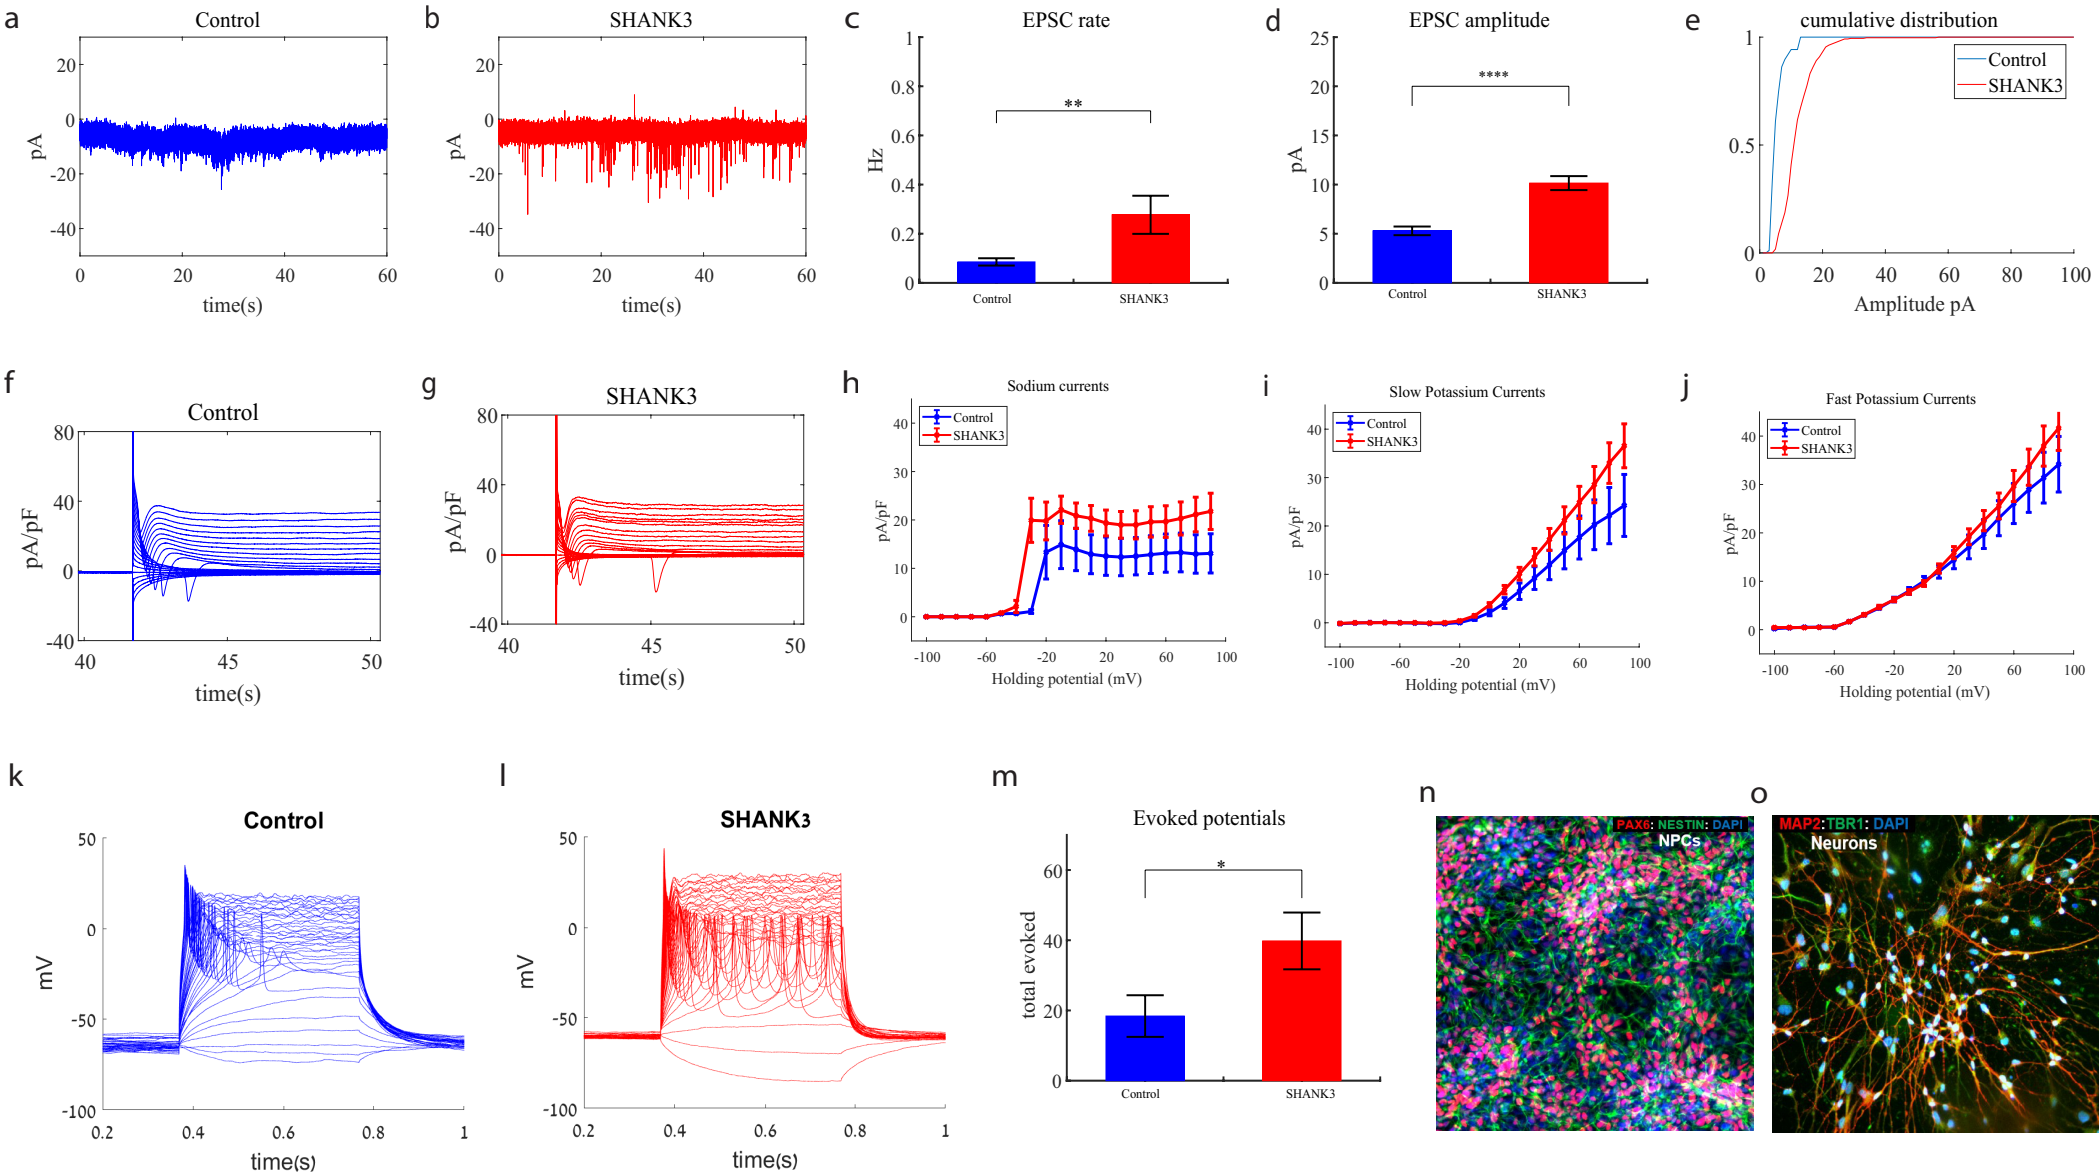 a
Control
20
0
-20
-40
pA
0 20 40 60
time(s)
b
SHANK3
20
0
-20
-40
pA
0 20 40 60
time(s)
c
EPSC rate
1
0.8
0.6
0.4
0.2
0
Hz
**
Control SHANK3
d
EPSC amplitude
25
20
15
10
5
0
pA
****
Control SHANK3
e
cumulative distribution
1
0.5
0
Control
SHANK3
0 20 40 60 80 100
Amplitude pA
f
Control
80
40
0
-40
pA/pF
40 45 50
time(s)
g
SHANK3
80
40
0
-40
pA/pF
40 45 50
time(s)
h
Sodium currents
Control
SHANK3
40
30
20
10
0
pA/pF
-100 -60 -20 20 60 100
Holding potential (mV)
i
Slow Potassium Currents
Control
SHANK3
40
30
20
10
0
pA/pF
-100 -60 -20 20 60 100
Holding potential (mV)
j
Fast Potassium Currents
Control
SHANK3
40
30
20
10
0
pA/pF
-100 -60 -20 20 60 100
Holding potential (mV)
k
Control
50
0
-50
-100
mV
0.2 0.4 0.6 0.8 1
time(s)
l
SHANK3
50
0
-50
-100
mV
0.2 0.4 0.6 0.8 1
time(s)
m
Evoked potentials
60
40
20
0
total evoked
*
Control SHANK3
n
PAX6: NESTIN: DAPI
NPCs
o
MAP2:TBR1: DAPI
Neurons